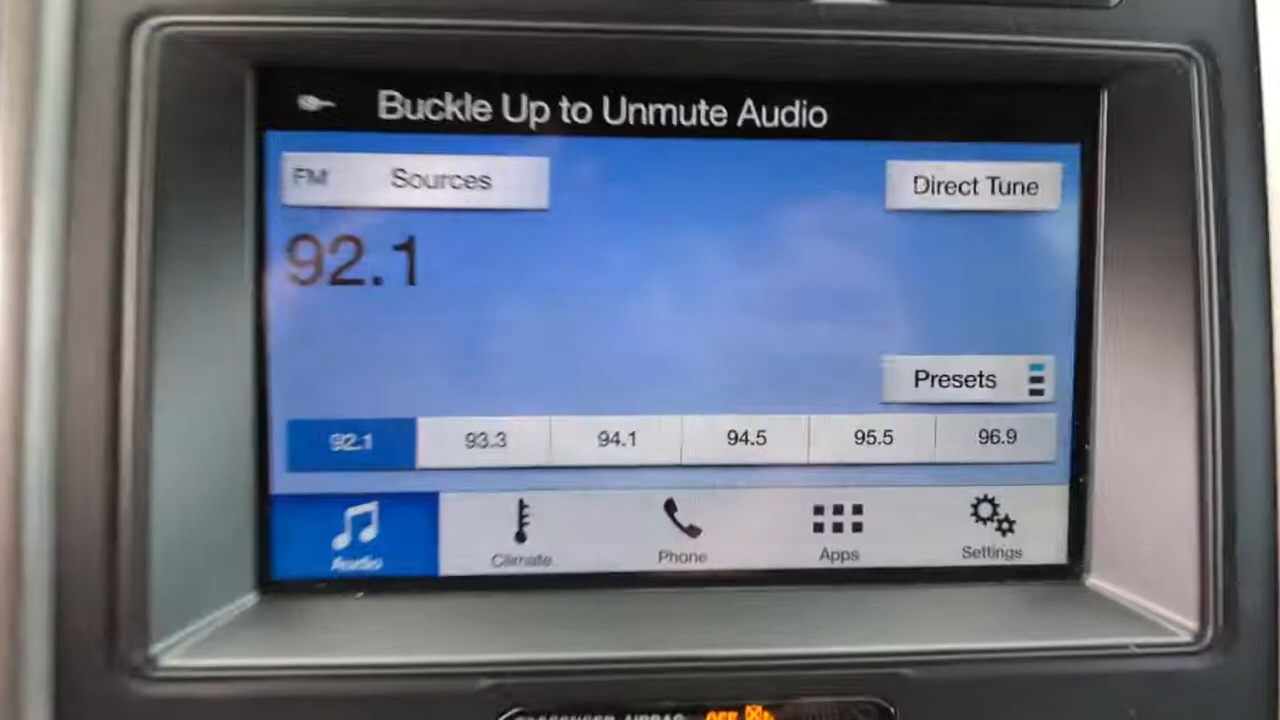 Buckle Up to Unmute Audio
FM Sources
Direct Tune
92.1
Presets
92.1 93.3 94.1 94.5 95.5 96.9
Audio Climate Phone Apps Settings
PASSENGER AIRBAG OFF